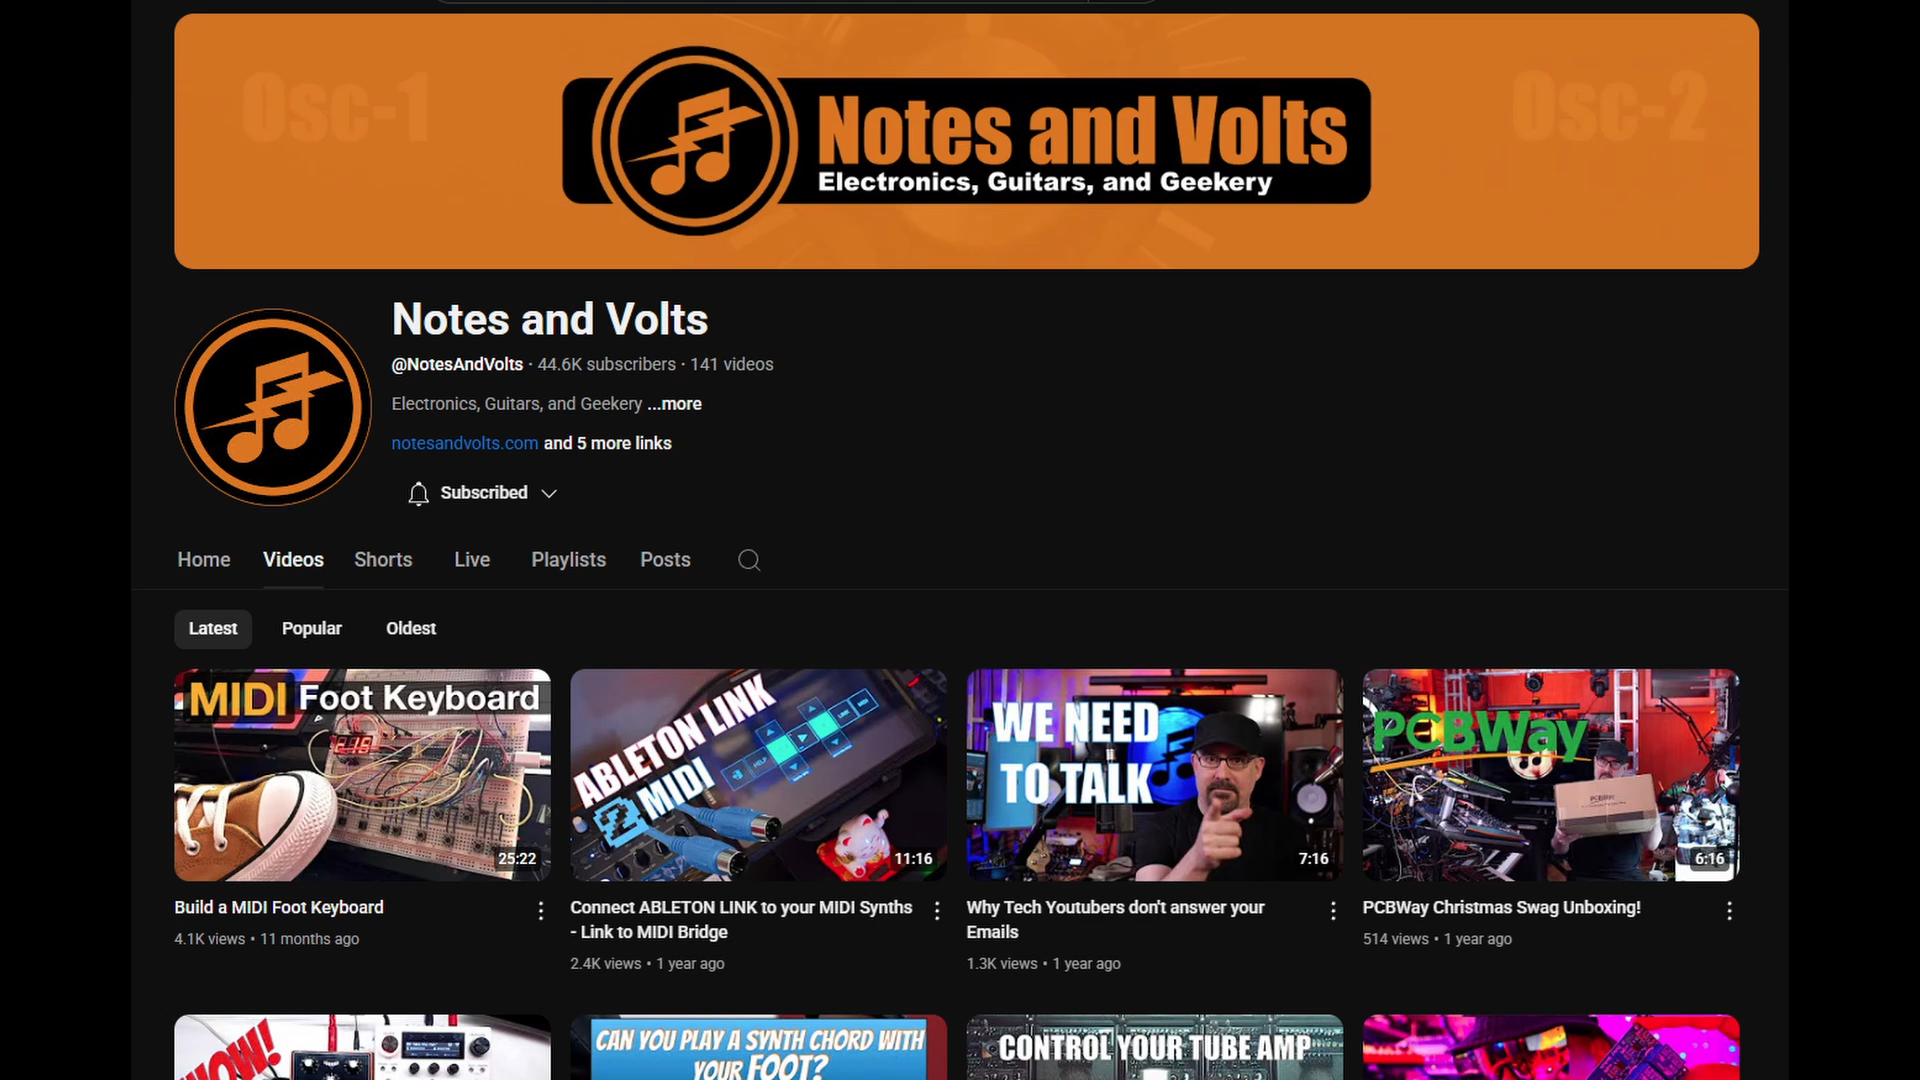 Osc-1
Osc-2
Notes and Volts
Electronics, Guitars, and Geekery
Notes and Volts
@NotesAndVolts · 44.6K subscribers · 141 videos
Electronics, Guitars, and Geekery ...more
notesandvolts.com and 5 more links
Subscribed
Home Videos Shorts Live Playlists Posts
Latest Popular Oldest
MIDI Foot Keyboard
25:22
ABLETON LINK
2 MIDI
11:16
WE NEED
TO TALK
7:16
PCBWay
6:16
Build a MIDI Foot Keyboard
4.1K views • 11 months ago
Connect ABLETON LINK to your MIDI Synths
- Link to MIDI Bridge
2.4K views • 1 year ago
Why Tech Youtubers don't answer your
Emails
1.3K views • 1 year ago
PCBWay Christmas Swag Unboxing!
514 views • 1 year ago
WOW!
CAN YOU PLAY A SYNTH CHORD WITH
YOUR FOOT?
CONTROL YOUR TUBE AMP